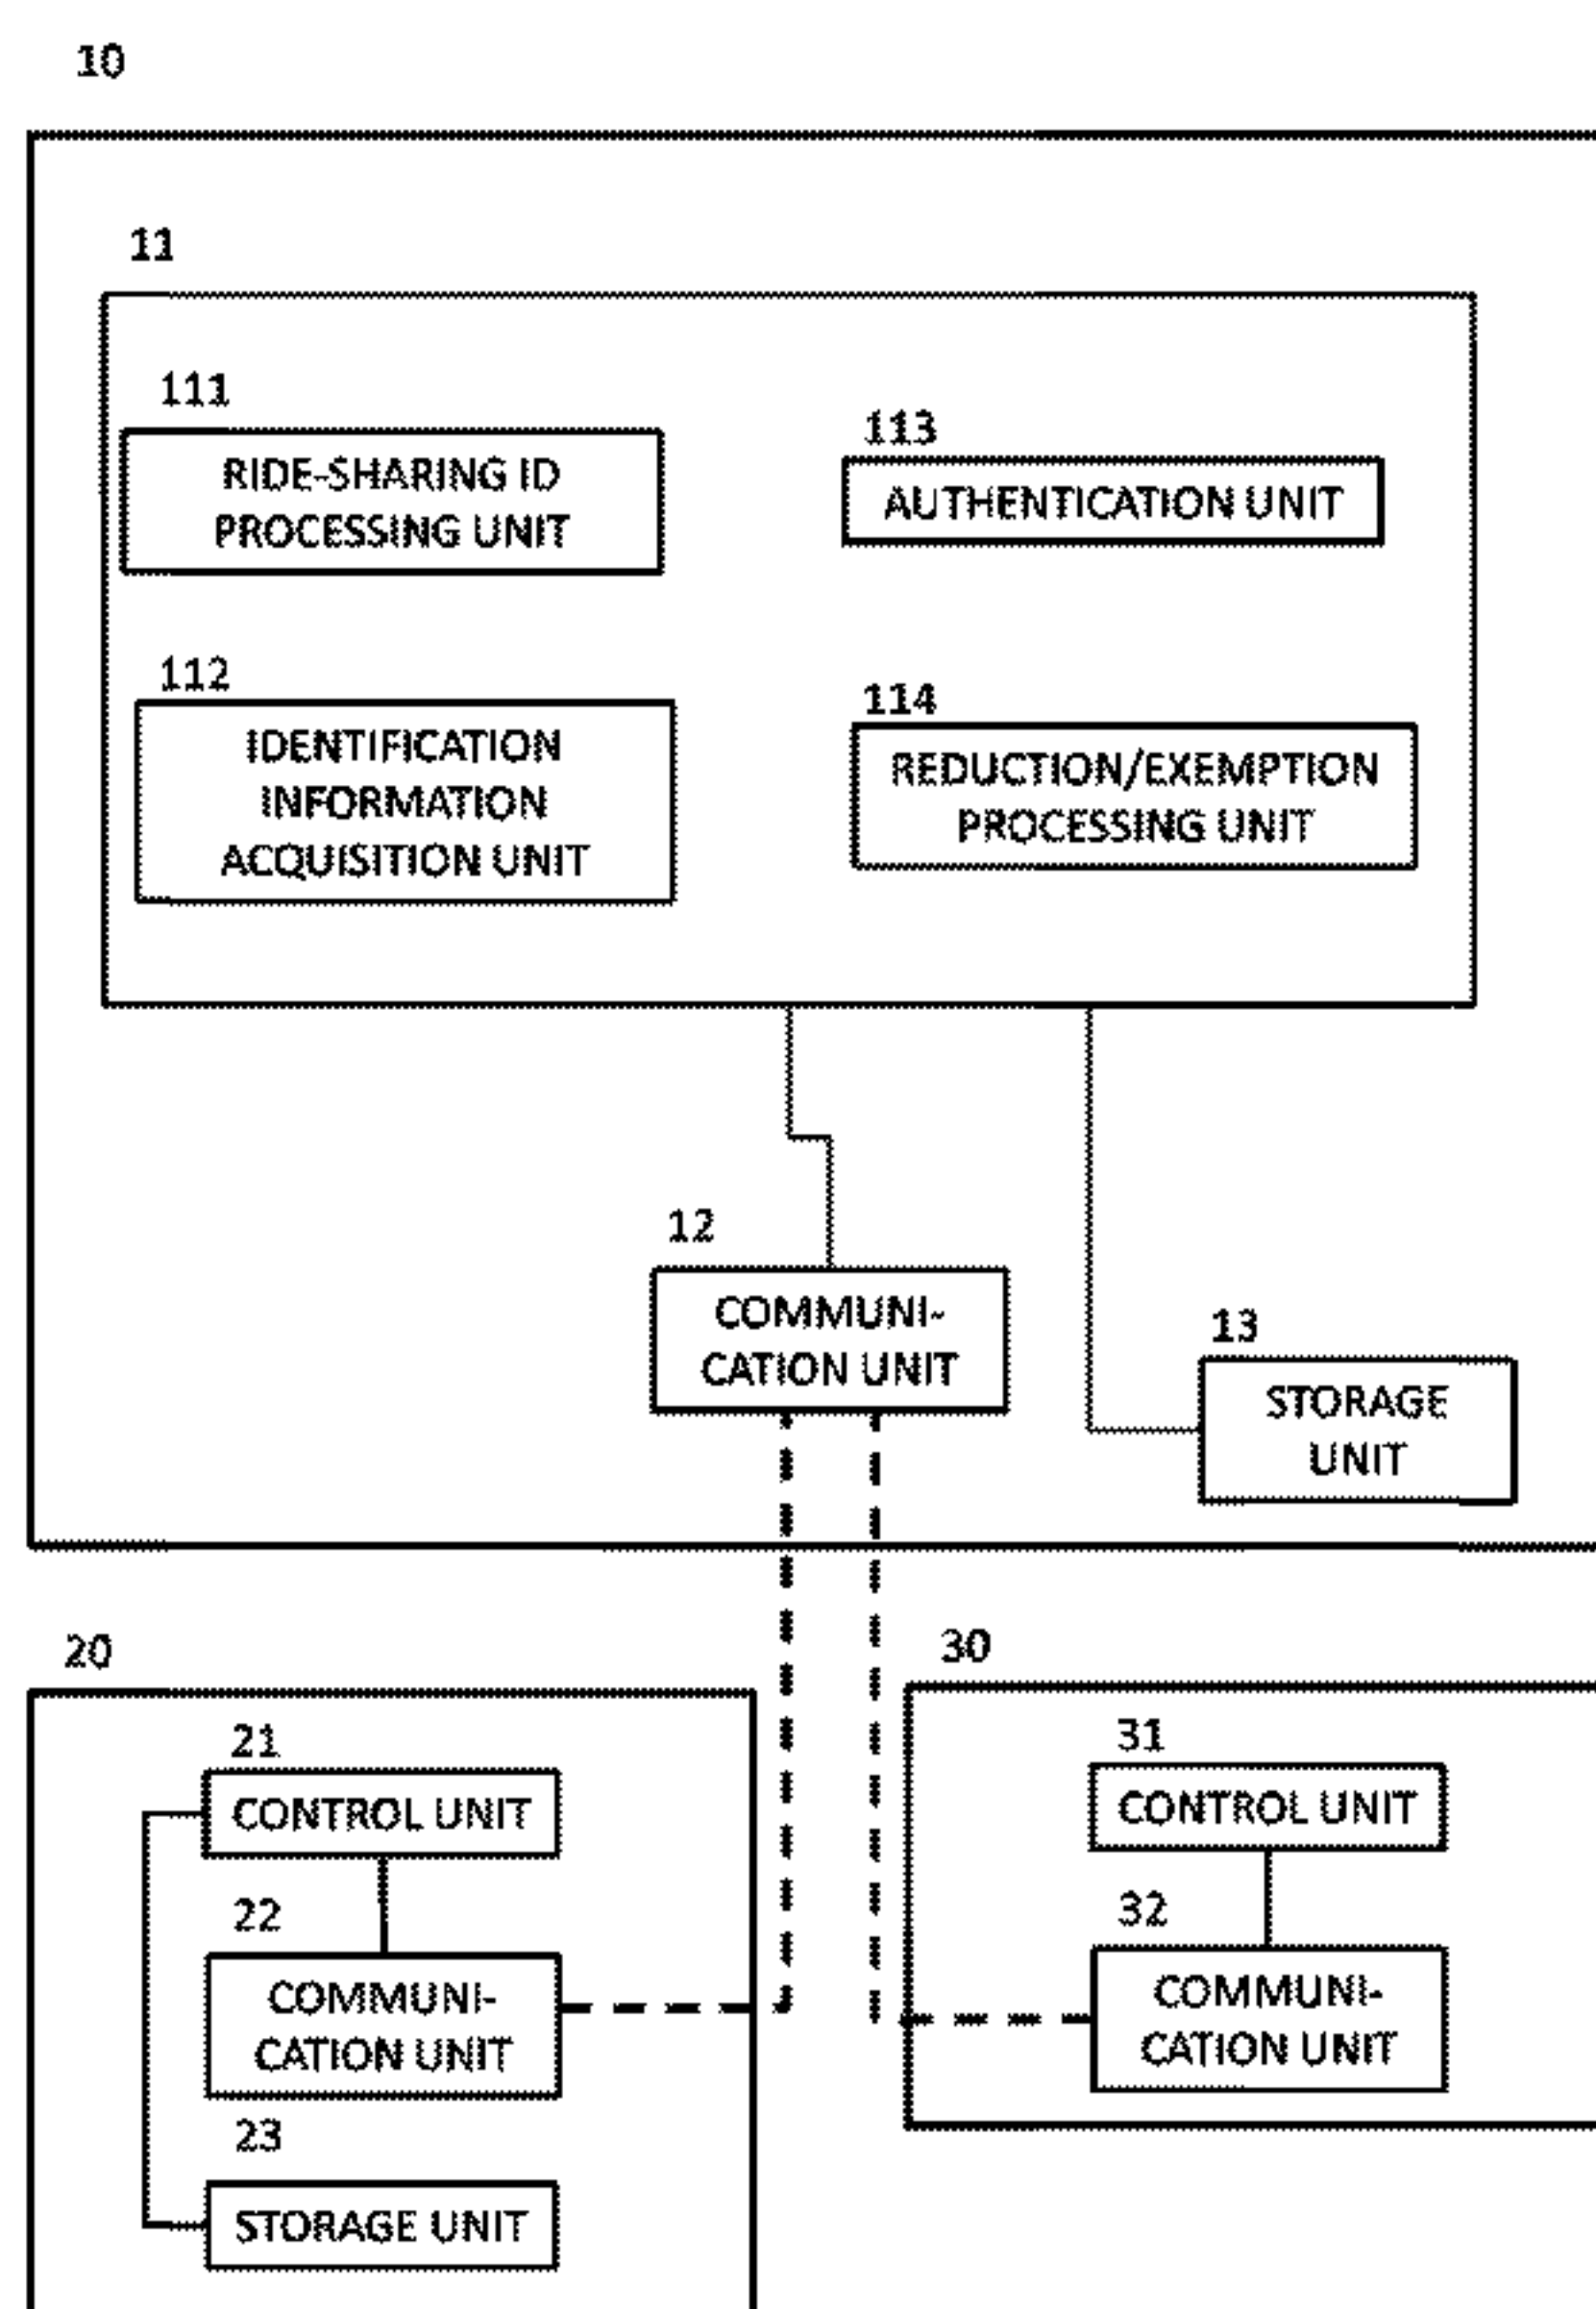 10
11
111
RIDE-SHARING ID
PROCESSING UNIT
113
AUTHENTICATION UNIT
112
IDENTIFICATION
INFORMATION
ACQUISITION UNIT
114
REDUCTION/EXEMPTION
PROCESSING UNIT
12
COMMUNI-
CATION UNIT
13
STORAGE
UNIT
20
21
CONTROL UNIT
22
COMMUNI-
CATION UNIT
23
STORAGE UNIT
30
31
CONTROL UNIT
32
COMMUNI-
CATION UNIT